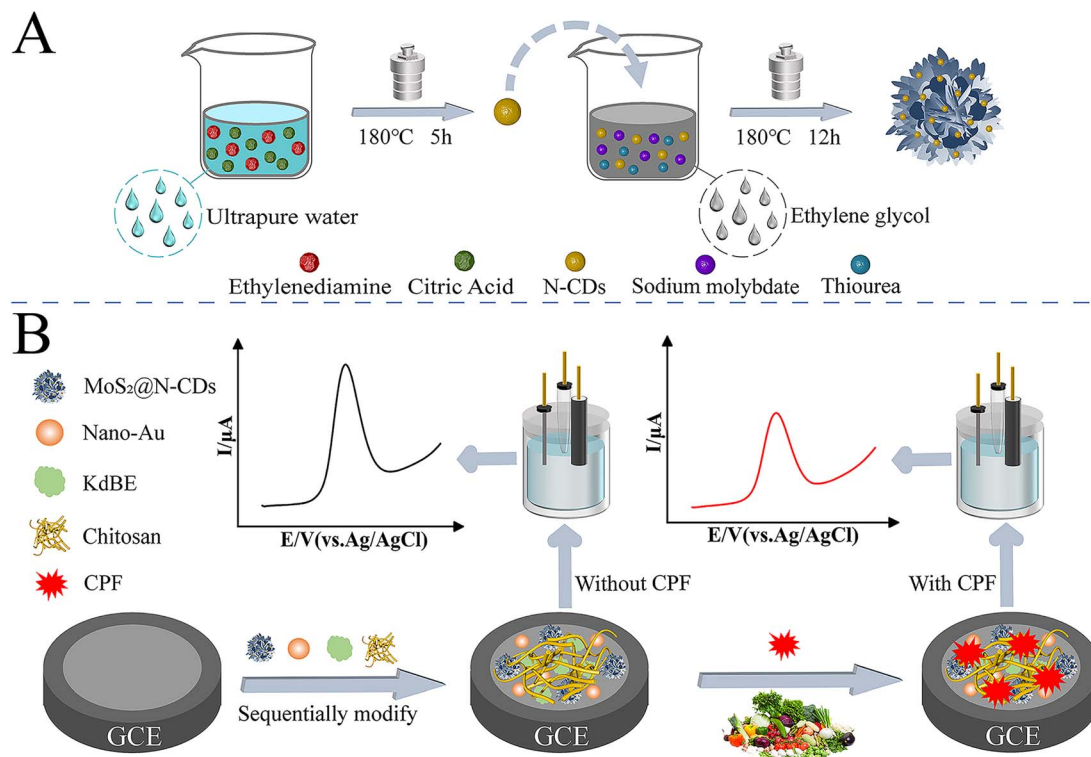 A
180℃ 5h
180℃ 12h
Ultrapure water
Ethylene glycol
Ethylenediamine
Citric Acid
N-CDs
Sodium molybdate
Thiourea
B
MoS₂@N-CDs
Nano-Au
KdBE
Chitosan
CPF
I/μA
E/V(vs.Ag/AgCl)
I/μA
E/V(vs.Ag/AgCl)
Without CPF
With CPF
Sequentially modify
GCE
GCE
GCE